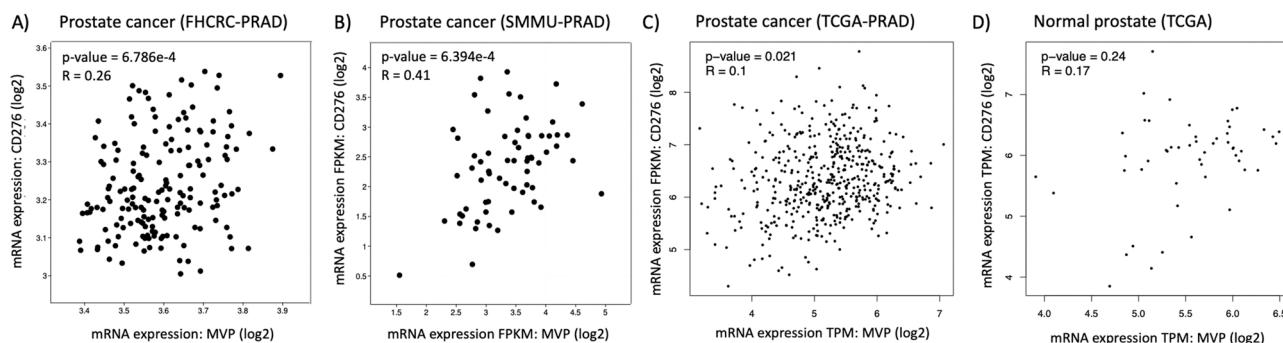 A) Prostate cancer (FHCRC-PRAD)
p-value = 6.786e-4
R = 0.26
mRNA expression: CD276 (log2)
3.6
3.5
3.4
3.3
3.2
3.1
3
3.4 3.5 3.6 3.7 3.8 3.9
mRNA expression: MVP (log2)
B) Prostate cancer (SMMU-PRAD)
p-value = 6.394e-4
R = 0.41
mRNA expression FPKM: CD276 (log2)
4
3.5
3
2.5
2
1.5
1
0.5
1.5 2 2.5 3 3.5 4 4.5 5
mRNA expression FPKM: MVP (log2)
C) Prostate cancer (TCGA-PRAD)
p–value = 0.021
R = 0.1
mRNA expression FPKM: CD276 (log2)
8
7
6
5
4 5 6 7
mRNA expression TPM: MVP (log2)
D) Normal prostate (TCGA)
p–value = 0.24
R = 0.17
mRNA expression TPM: CD276 (log2)
7
6
5
4
4.0 4.5 5.0 5.5 6.0 6.5
mRNA expression TPM: MVP (log2)